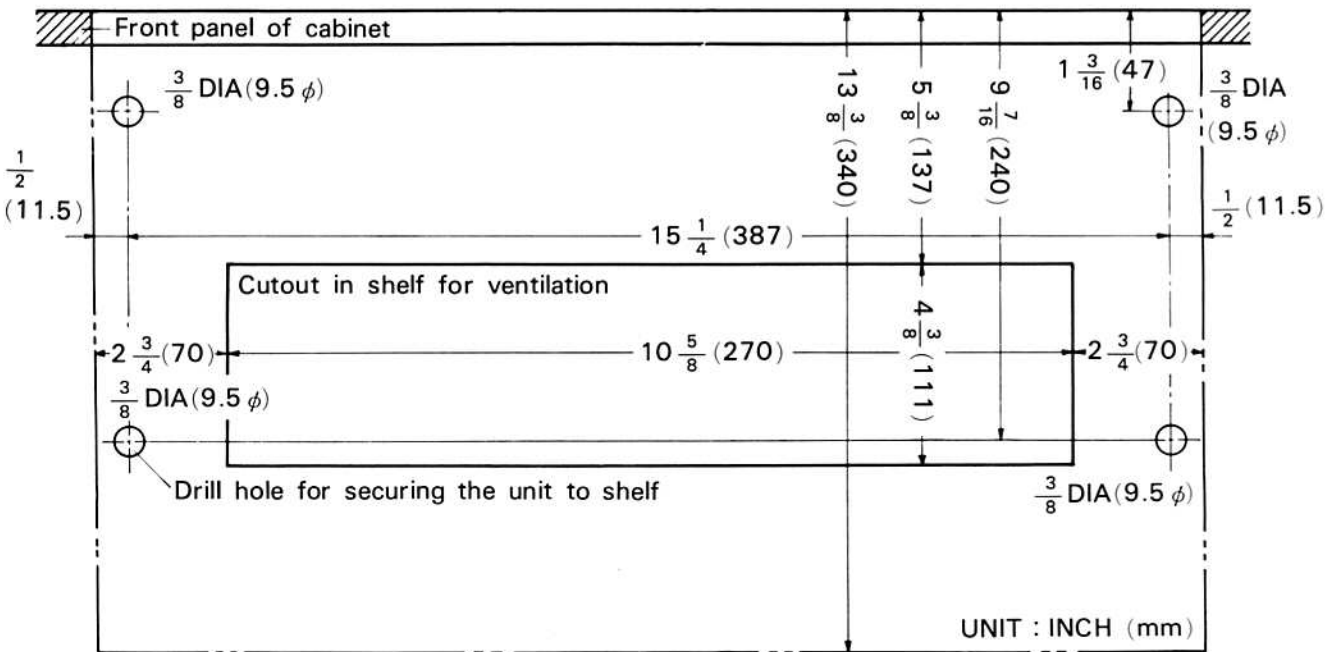 Front panel of cabinet
3/8 DIA(9.5 φ)
13 3/8 (340)
5 3/8 (137)
9 7/16 (240)
1 3/16 (47)
3/8 DIA
(9.5 φ)
1/2
(11.5)
15 1/4 (387)
1/2 (11.5)
Cutout in shelf for ventilation
4 3/8 (111)
2 3/4 (70)
10 5/8 (270)
2 3/4 (70)
3/8 DIA(9.5 φ)
Drill hole for securing the unit to shelf
3/8 DIA(9.5 φ)
UNIT : INCH (mm)